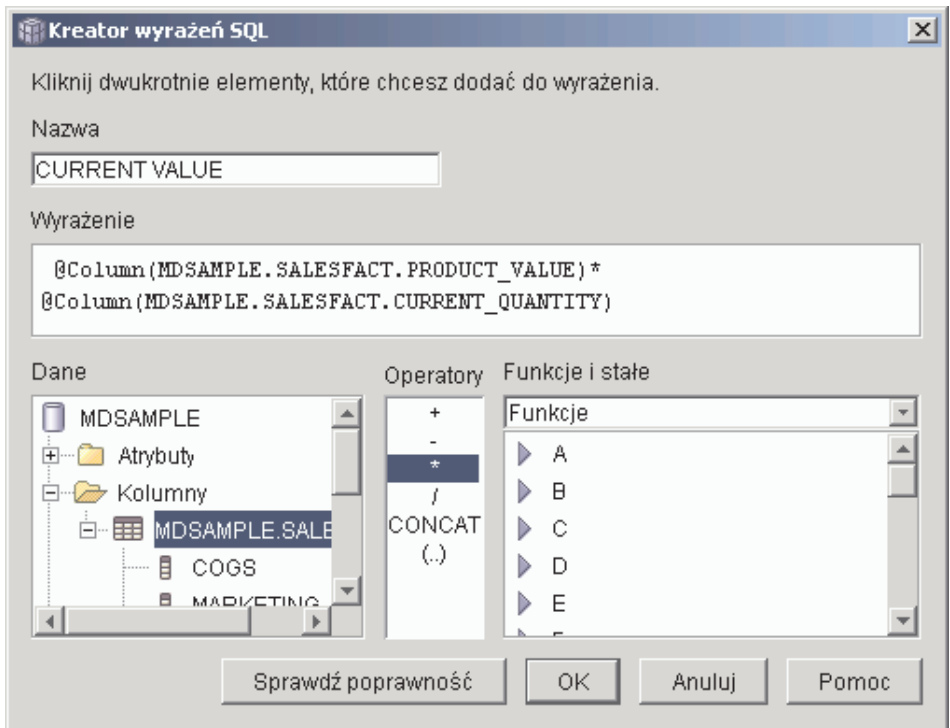 Kreator wyrażeń SQL
Kliknij dwukrotnie elementy, które chcesz dodać do wyrażenia.
Nazwa
CURRENT VALUE
Wyrażenie
@Column(MDSAMPLE.SALESFACT.PRODUCT_VALUE)*
@Column(MDSAMPLE.SALESFACT.CURRENT_QUANTITY)
Dane
MDSAMPLE
Atrybuty
Kolumny
MDSAMPLE.SALE
COGS
MARKETING
Operatory
+
-
*
/
CONCAT
(..)
Funkcje i stałe
Funkcje
A
B
C
D
E
Sprawdź poprawność
OK
Anuluj
Pomoc